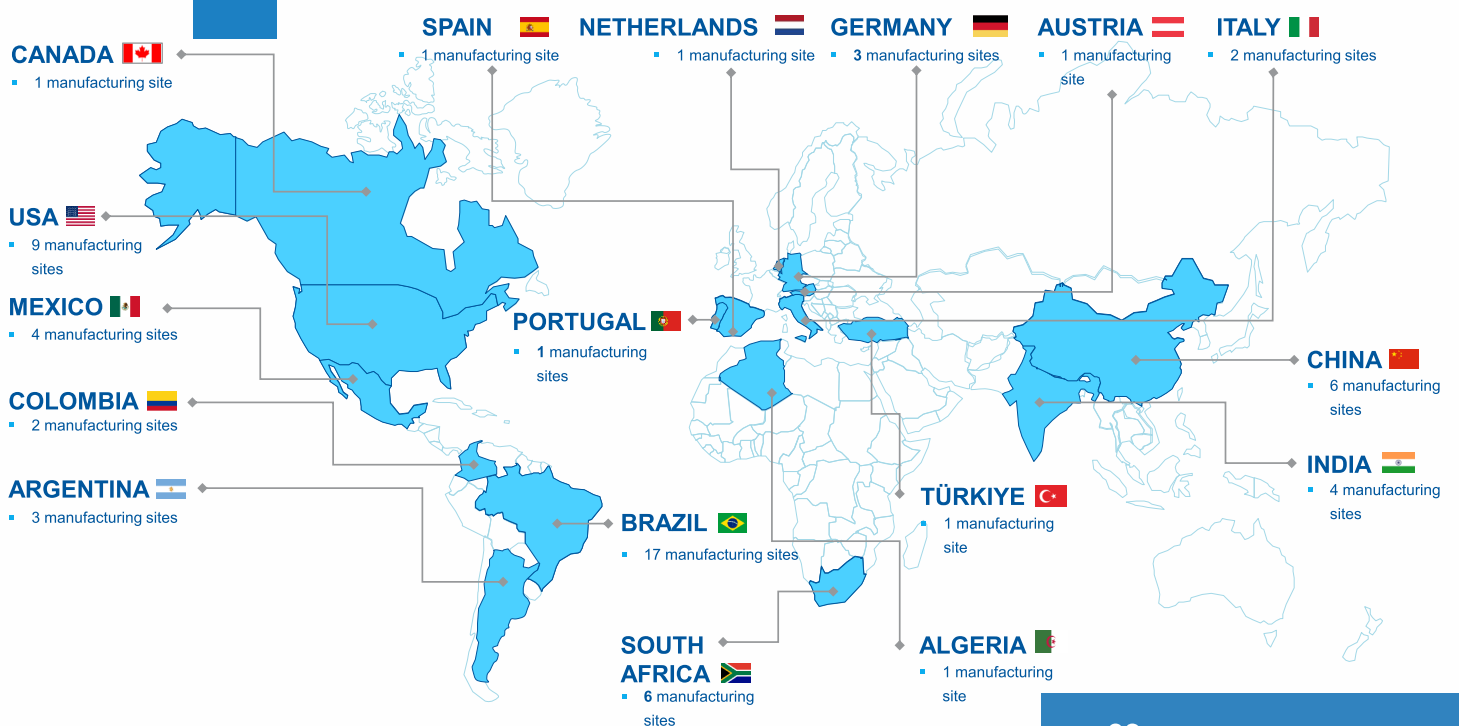 SPAIN
1 manufacturing site
NETHERLANDS
1 manufacturing site
GERMANY
3 manufacturing sites
AUSTRIA
1 manufacturing
site
ITALY
2 manufacturing sites
CANADA
1 manufacturing site
USA
9 manufacturing
sites
MEXICO
4 manufacturing sites
PORTUGAL
1 manufacturing
sites
CHINA
6 manufacturing
sites
COLOMBIA
2 manufacturing sites
INDIA
4 manufacturing
sites
ARGENTINA
3 manufacturing sites
TÜRKIYE
1 manufacturing
site
BRAZIL
17 manufacturing sites
SOUTH
AFRICA
6 manufacturing
sites
ALGERIA
1 manufacturing
site